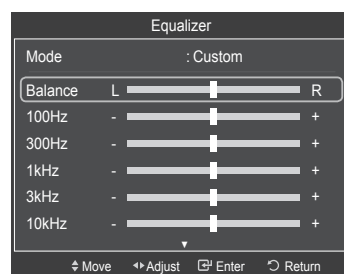 Equalizer
Mode : Custom
Balance L R
100Hz - +
300Hz - +
1kHz - +
3kHz - +
10kHz - +
Move Adjust Enter Return